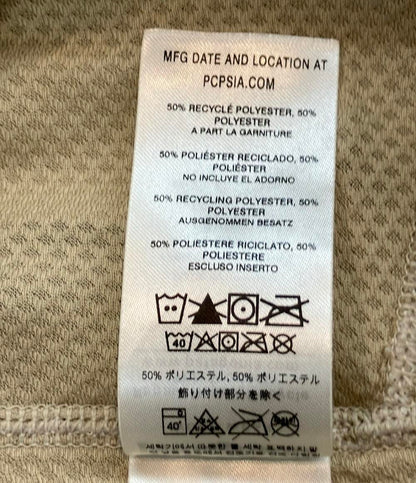 MFG DATE AND LOCATION AT
PCPSIA.COM
50% RECYCLÉ POLYESTER, 50%
POLYESTER
A PART LA GARNITURE
50% POLIÉSTER RECICLADO, 50%
POLIÉSTER
NO INCLUYE EL ADORNO
50% RECYCLING POLYESTER, 50%
POLYESTER
AUSGENOMMEN BESATZ
50% POLIESTERE RICICLATO, 50%
POLIESTERE
ESCLUSO INSERTO
40
50% ポリエステル, 50% ポリエステル
飾り付け部分を除く
40°